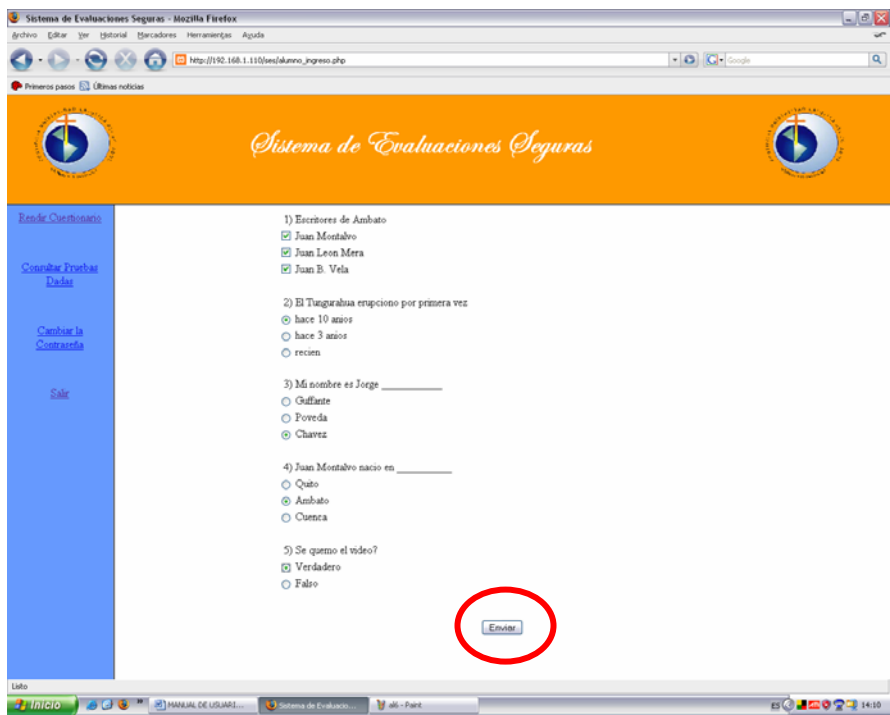 Sistema de Evaluaciones Seguras - Mozilla Firefox
Archivo Editar Ver Historial Marcadores Herramientas Ayuda
http://192.168.1.110/ses/alumno_ingreso.php
Google
Primeros pasos Últimas noticias
Sistema de Evaluaciones Seguras
Rendir Cuestionario
Consultar Pruebas
Dadas
Cambiar la
Contraseña
Salir
1) Escritores de Ambato
Juan Montalvo
Juan Leon Mera
Juan B. Vela
2) El Tungurahua erupciono por primera vez
hace 10 anios
hace 3 anios
recien
3) Mi nombre es Jorge ___________
Guffante
Poveda
Chavez
4) Juan Montalvo nacio en __________
Quito
Ambato
Cuenca
5) Se quemo el video?
Verdadero
Falso
Enviar
Listo
Inicio
MANUAL DE USUARI...
Sistema de Evaluacio...
al6 - Paint
ES
14:10